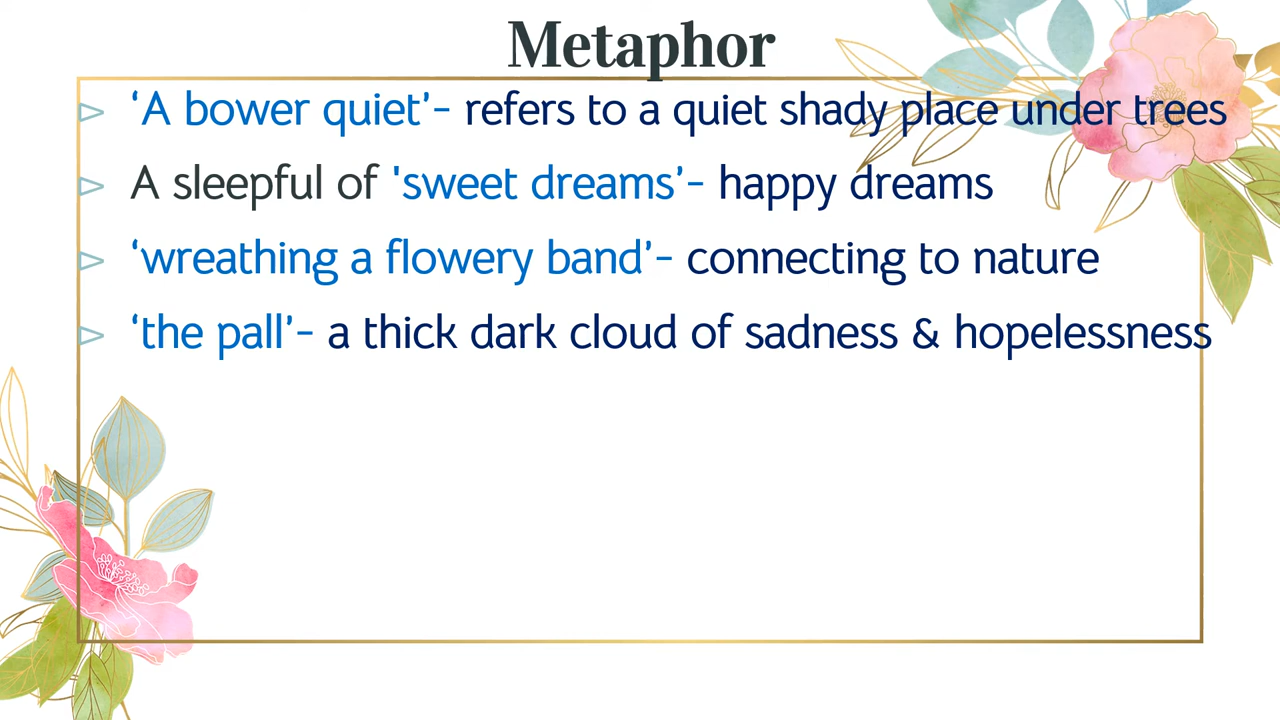 Metaphor
‘A bower quiet’- refers to a quiet shady place under trees
A sleepful of 'sweet dreams’- happy dreams
‘wreathing a flowery band’- connecting to nature
‘the pall’- a thick dark cloud of sadness & hopelessness